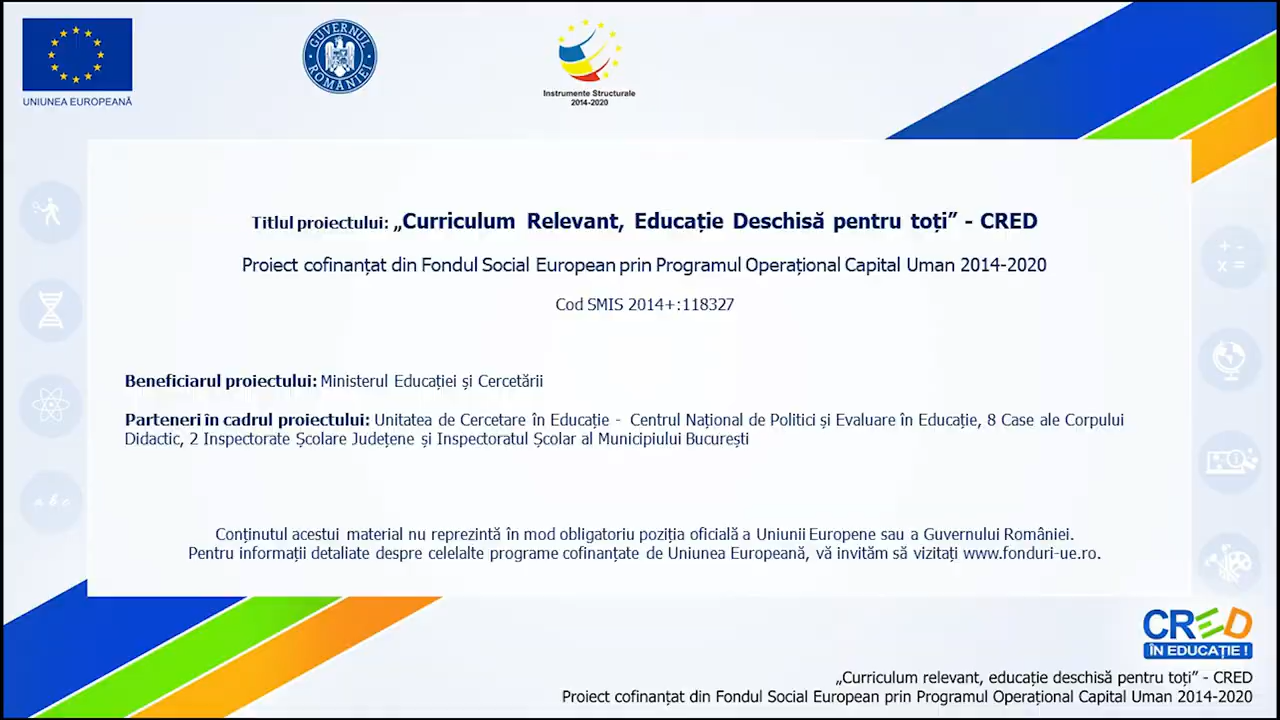 UNIUNEA EUROPEANĂ
GUVERNUL ROMÂNIEI
Instrumente Structurale
2014-2020
Titlul proiectului: „Curriculum Relevant, Educație Deschisă pentru toți” - CRED
Proiect cofinanțat din Fondul Social European prin Programul Operațional Capital Uman 2014-2020
Cod SMIS 2014+:118327
+ -
x =
Beneficiarul proiectului: Ministerul Educației și Cercetării
Parteneri în cadrul proiectului: Unitatea de Cercetare în Educație - Centrul Național de Politici și Evaluare în Educație, 8 Case ale Corpului
Didactic, 2 Inspectorate Școlare Județene și Inspectoratul Școlar al Municipiului București
a b c
Conținutul acestui material nu reprezintă în mod obligatoriu poziția oficială a Uniunii Europene sau a Guvernului României.
Pentru informații detaliate despre celelalte programe cofinanțate de Uniunea Europeană, vă invităm să vizitați www.fonduri-ue.ro.
CRED
ÎN EDUCAȚIE !
„Curriculum relevant, educație deschisă pentru toți” - CRED
Proiect cofinanțat din Fondul Social European prin Programul Operațional Capital Uman 2014-2020